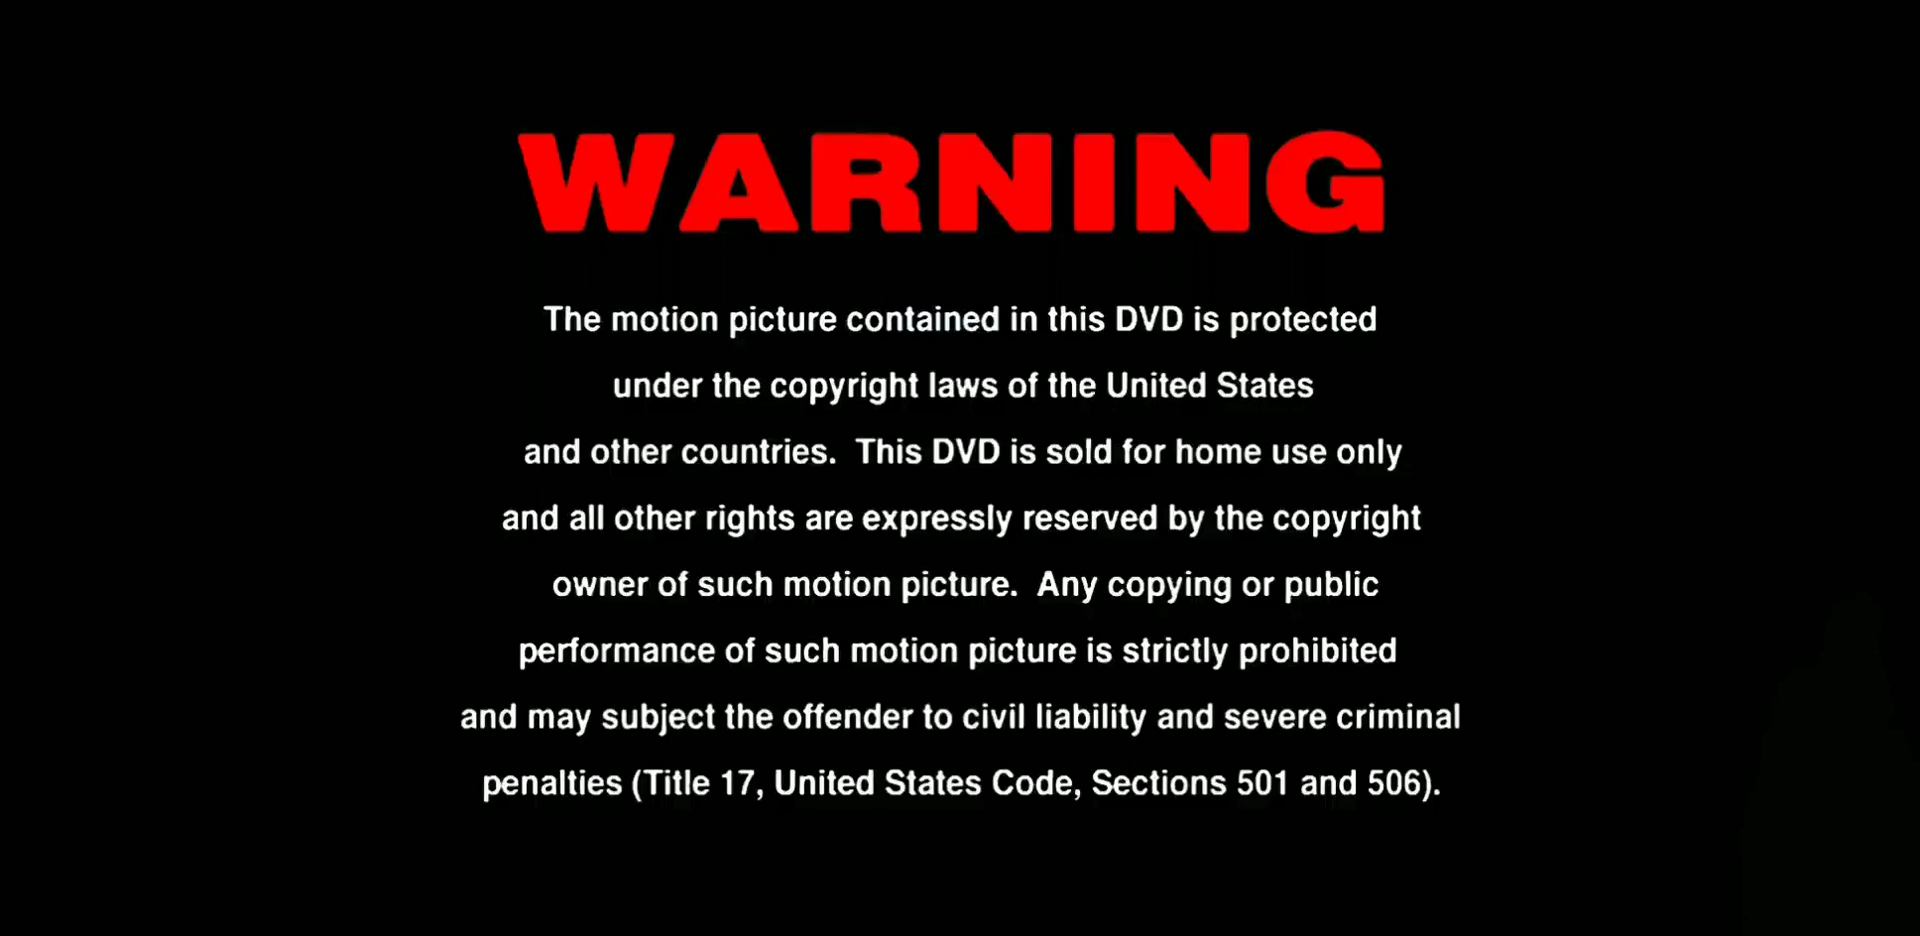 WARNING
The motion picture contained in this DVD is protected
under the copyright laws of the United States
and other countries.  This DVD is sold for home use only
and all other rights are expressly reserved by the copyright
owner of such motion picture.  Any copying or public
performance of such motion picture is strictly prohibited
and may subject the offender to civil liability and severe criminal
penalties (Title 17, United States Code, Sections 501 and 506).